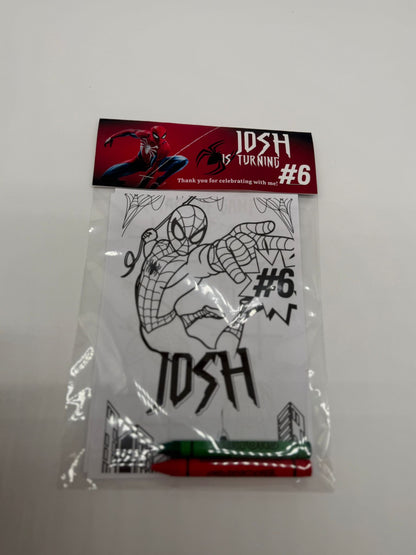 JOSH
IS TURNING
#6
Thank you for celebrating with me!
#6
JOSH